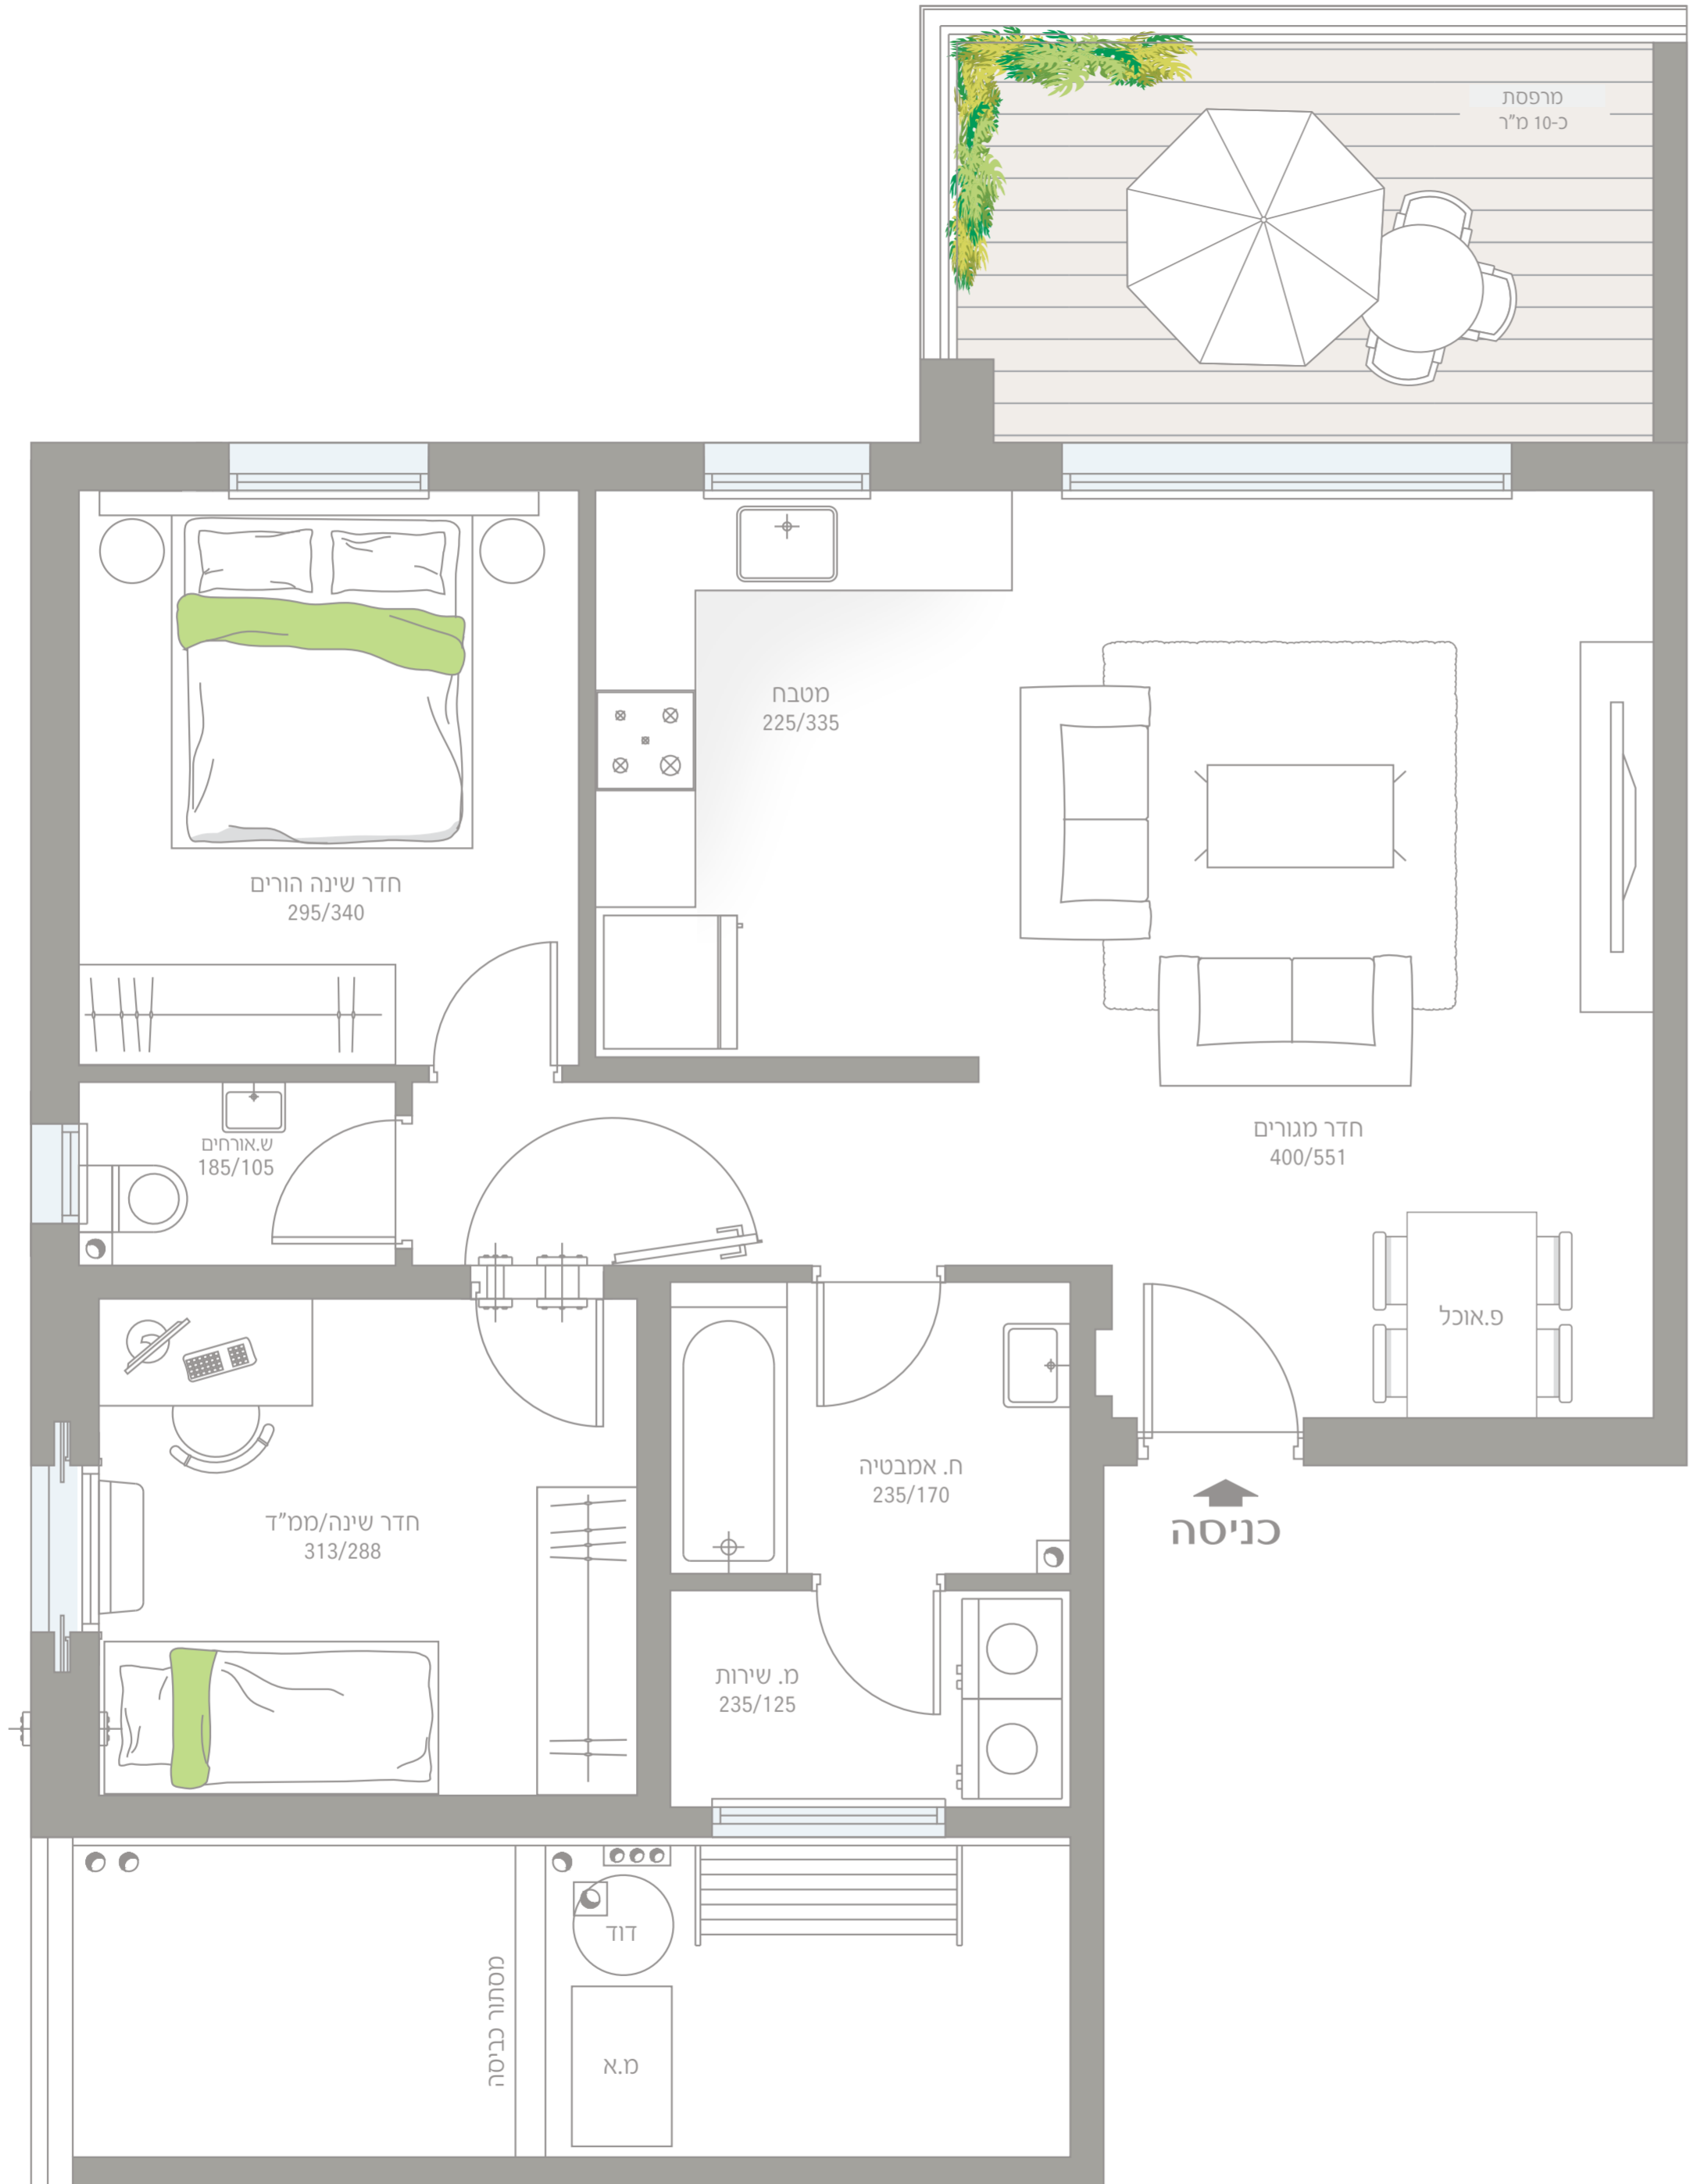 מרפסת
כ-10 מ"ר
מטבח
225/335
חדר שינה הורים
295/340
חדר מגורים
400/551
ש.אורחים
185/105
פ.אוכל
ח. אמבטיה
235/170
כניסה
חדר שינה/ממ"ד
313/288
מ. שירות
235/125
דוד
מסתור כביסה
מ.א